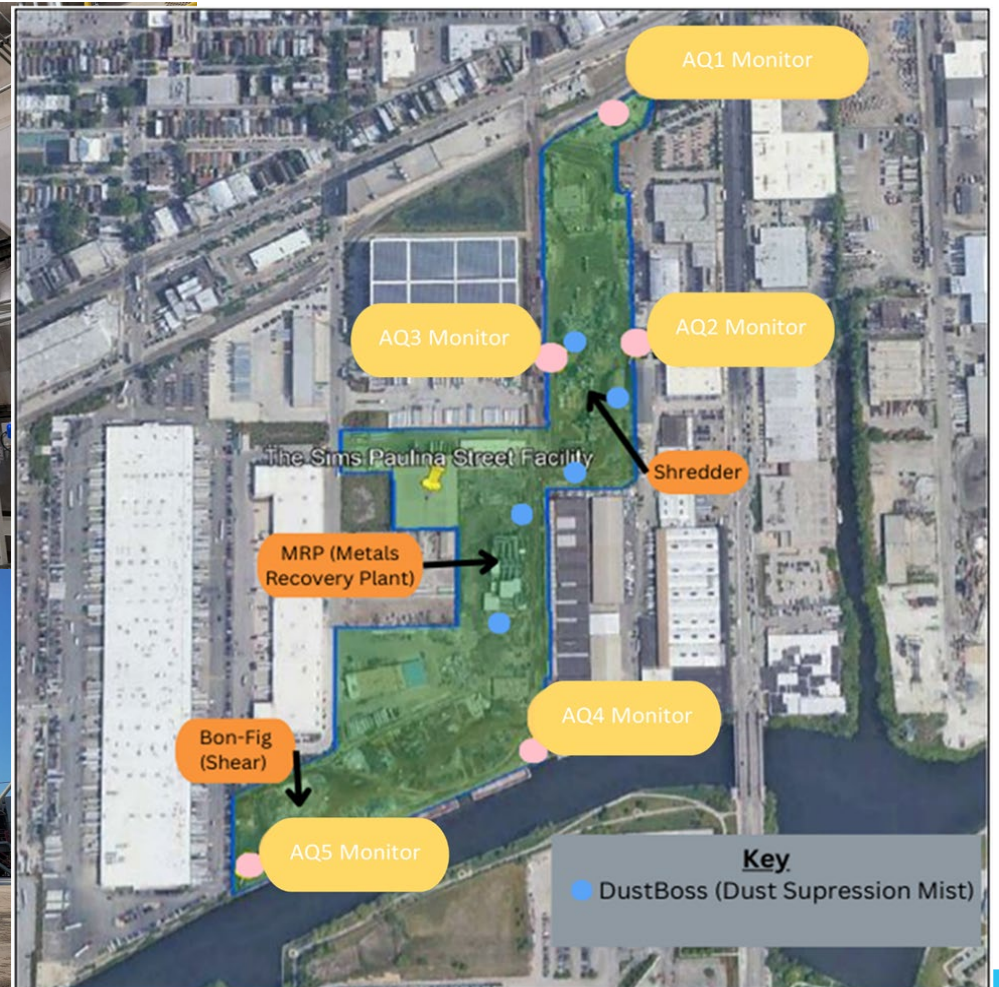 AQ1 Monitor
AQ3 Monitor
AQ2 Monitor
The Sims Paulina Street Facility
Shredder
MRP (Metals
Recovery Plant)
AQ4 Monitor
Bon-Fig
(Shear)
AQ5 Monitor
Key
DustBoss (Dust Supression Mist)